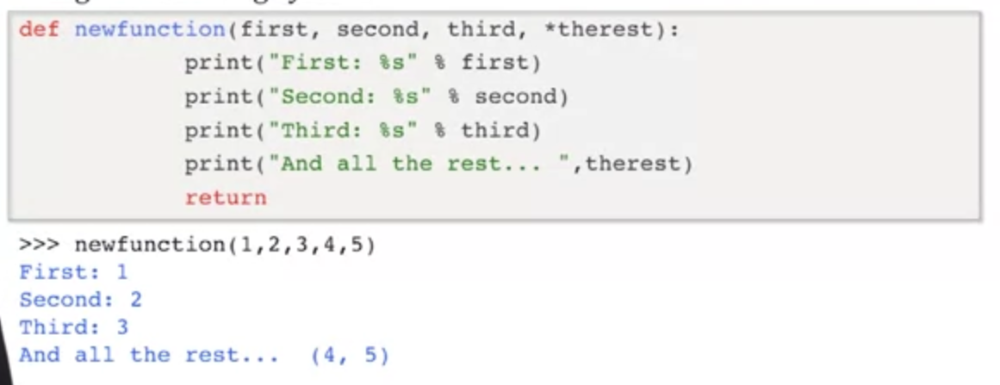 def newfunction(first, second, third, *therest):
print("First: %s" % first)
print("Second: %s" % second)
print("Third: %s" % third)
print("And all the rest... ",therest)
return
>>> newfunction(1,2,3,4,5)
First: 1
Second: 2
Third: 3
And all the rest...  (4, 5)